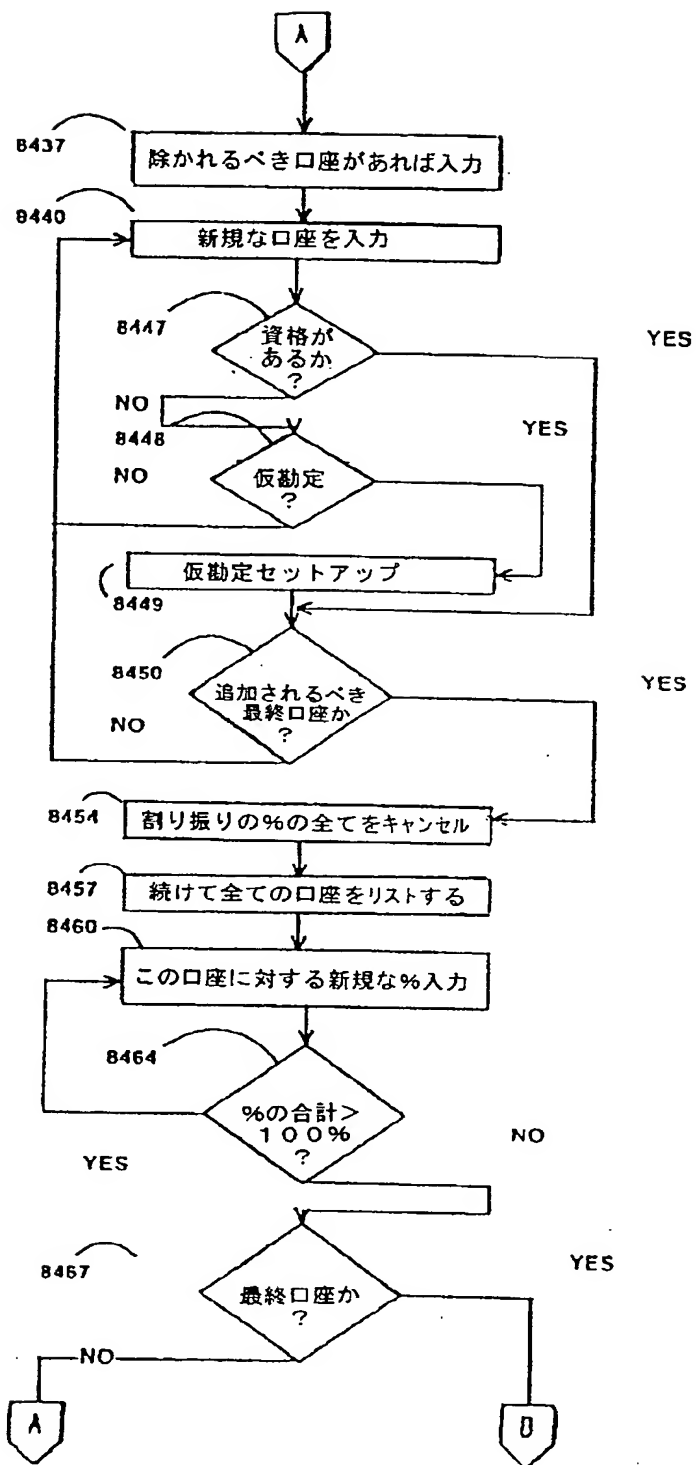 A
8437
除かれるべき口座があれば入力
8440
新規な口座を入力
8447
資格が
あるか
?
YES
NO
YES
8448
NO
仮勘定
?
仮勘定セットアップ
8449
8450
追加されるべき
最終口座か
?
YES
NO
8454
割り振りの%の全てをキャンセル
8457
続けて全ての口座をリストする
8460
この口座に対する新規な%入力
8464
%の合計>
100%
?
NO
YES
8467
YES
最終口座か
?
NO
A